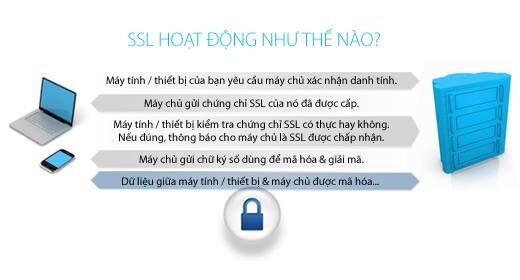 SSL HOẠT ĐỘNG NHƯ THẾ NÀO?
Máy tính / thiết bị của bạn yêu cầu máy chủ xác nhận danh tính.
Máy chủ gửi chứng chỉ SSL của nó đã được cấp.
Máy tính / thiết bị kiểm tra chứng chỉ SSL có thực hay không.
Nếu đúng, thông báo cho máy chủ là SSL được chấp nhận.
Máy chủ gửi chữ ký số dùng để mã hóa & giải mã.
Dữ liệu giữa máy tính / thiết bị & máy chủ được mã hóa...